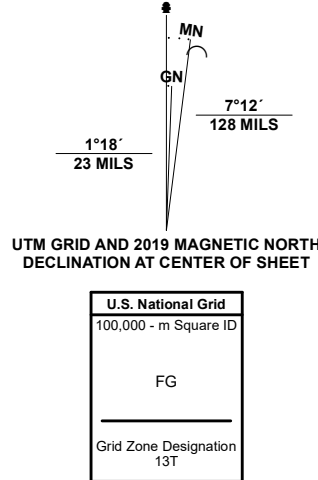 MN
GN
7°12´
128 MILS
1°18´
23 MILS
UTM GRID AND 2019 MAGNETIC NORTH
DECLINATION AT CENTER OF SHEET
U.S. National Grid
100,000 - m Square ID
FG
Grid Zone Designation
13T